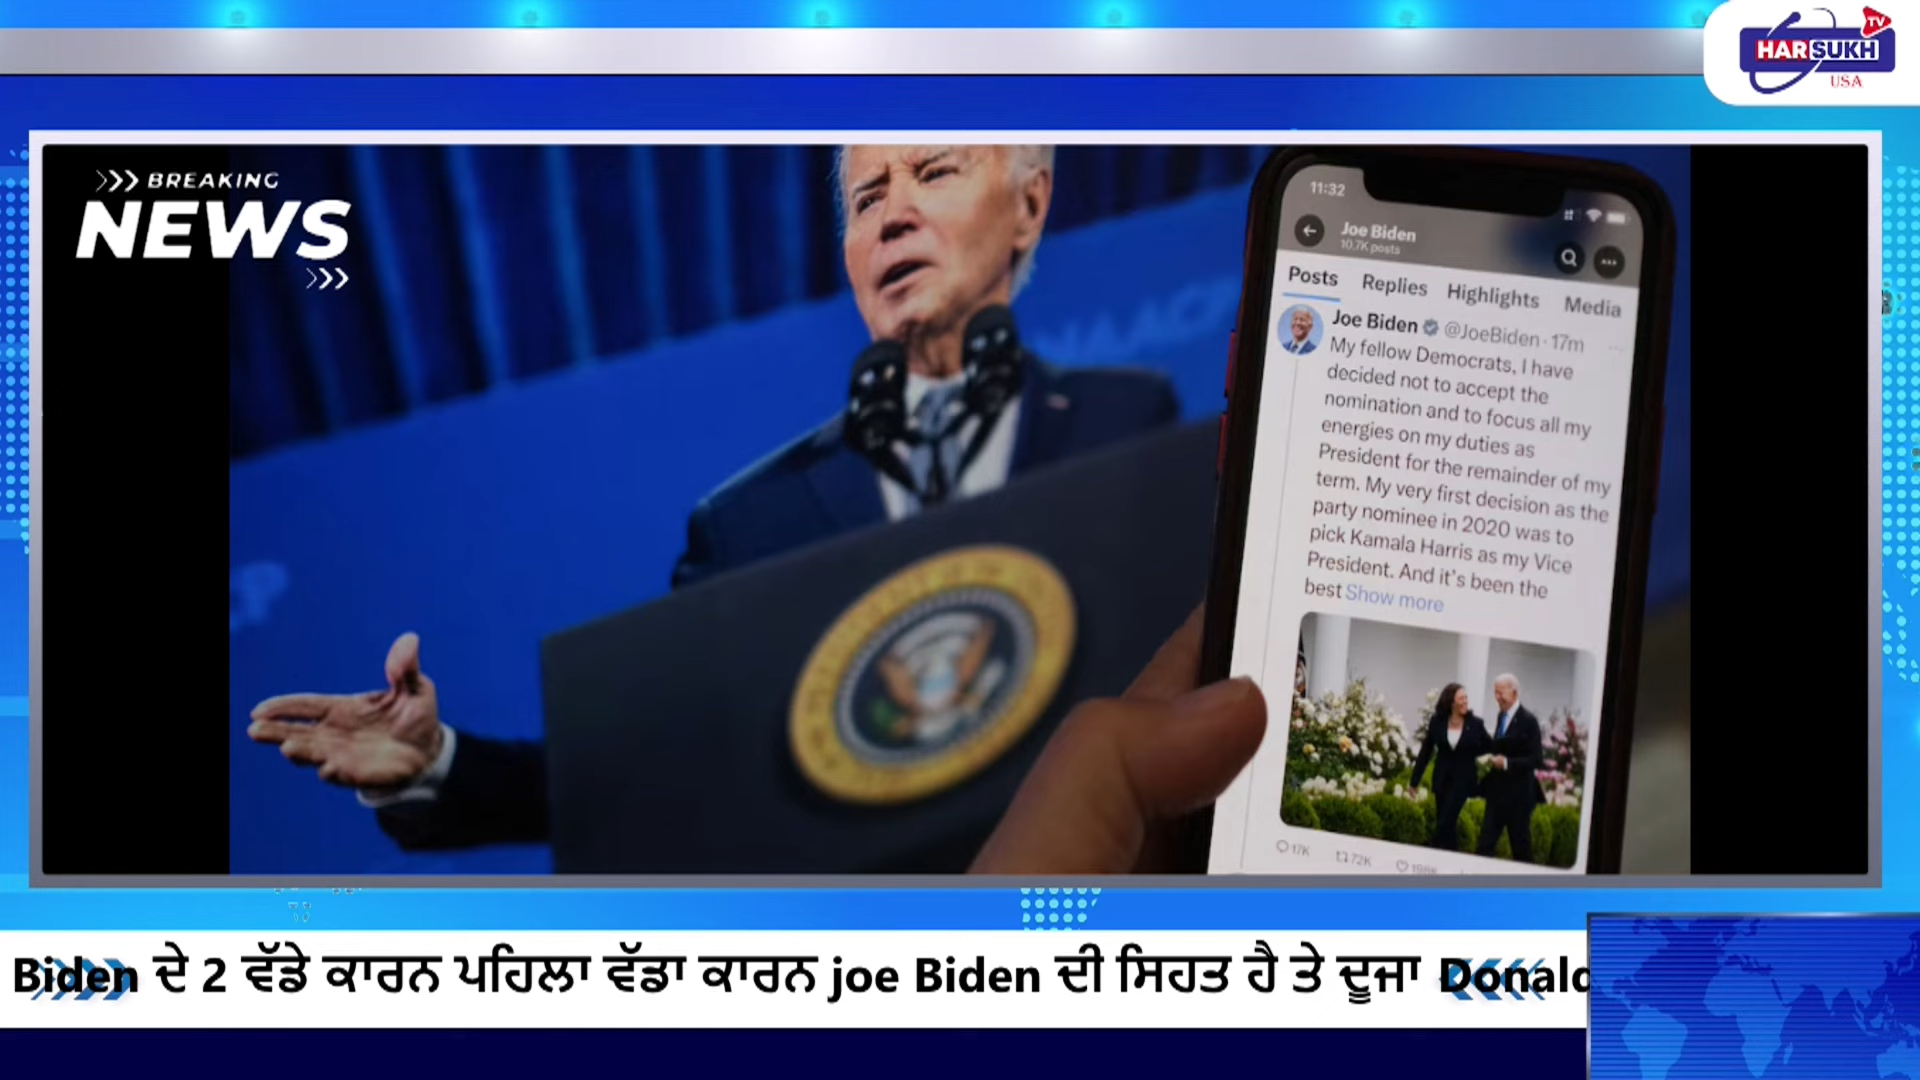 TV
HARSUKH
USA
BREAKING
NEWS
NAACP
11:32
Joe Biden
10.7K posts
Posts Replies Highlights Media
Joe Biden @JoeBiden · 17m
My fellow Democrats, I have
decided not to accept the
nomination and to focus all my
energies on my duties as
President for the remainder of my
term. My very first decision as the
party nominee in 2020 was to
pick Kamala Harris as my Vice
President. And it's been the
best Show more
17K 72K
Biden ਦੇ 2 ਵੱਡੇ ਕਾਰਨ ਪਹਿਲਾ ਵੱਡਾ ਕਾਰਨ joe Biden ਦੀ ਸਿਹਤ ਹੈ ਤੇ ਦੂਜਾ Donald